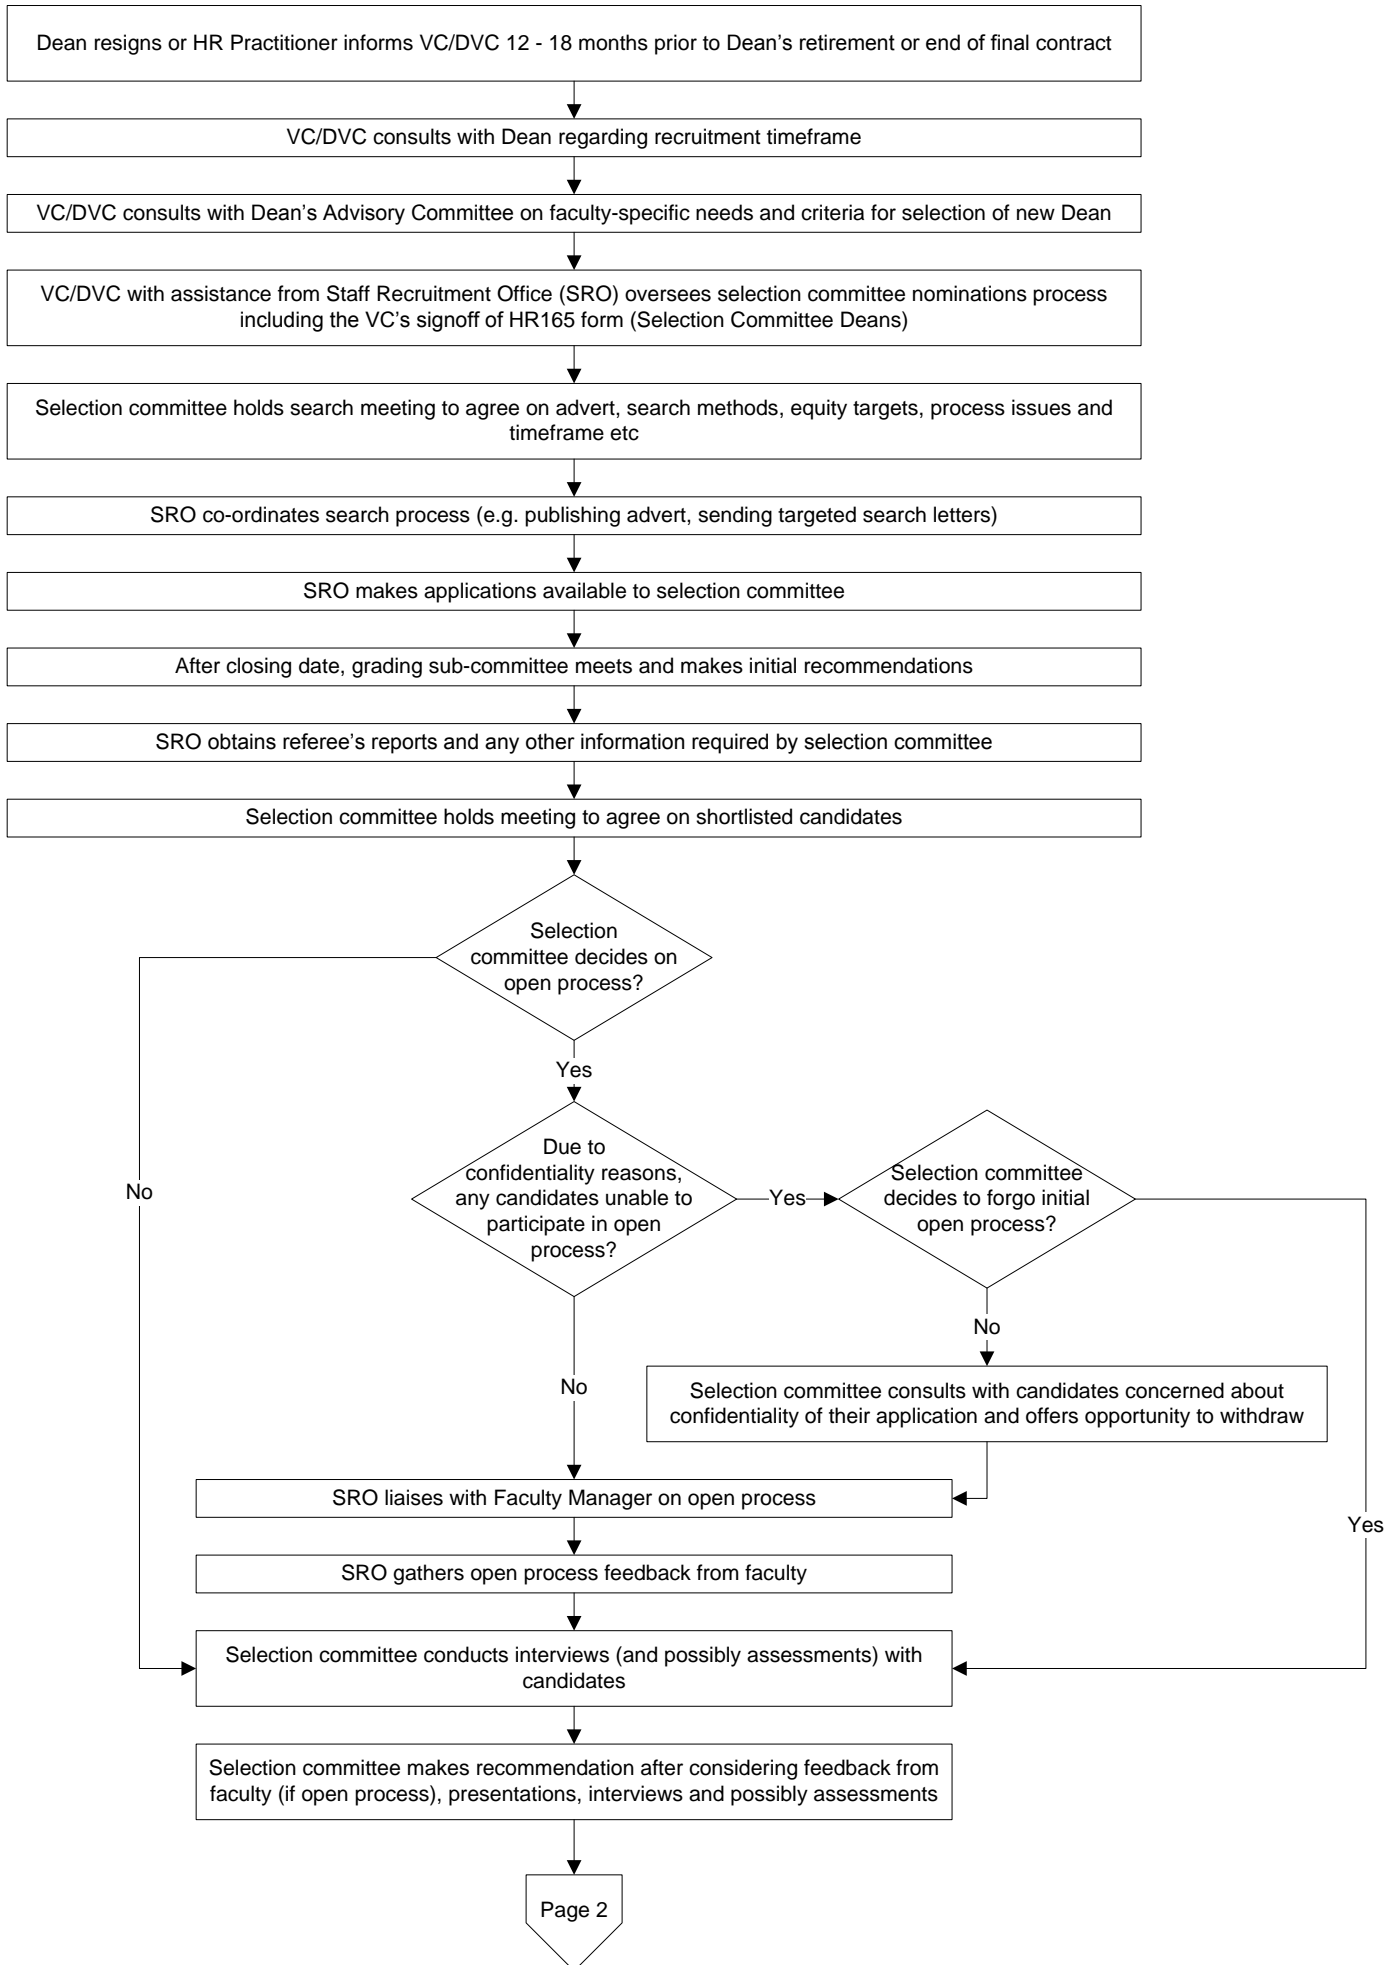 Dean resigns or HR Practitioner informs VC/DVC 12 - 18 months prior to Dean's retirement or end of final contract
VC/DVC consults with Dean regarding recruitment timeframe
VC/DVC consults with Dean's Advisory Committee on faculty-specific needs and criteria for selection of new Dean
VC/DVC with assistance from Staff Recruitment Office (SRO) oversees selection committee nominations process
including the VC's signoff of HR165 form (Selection Committee Deans)
Selection committee holds search meeting to agree on advert, search methods, equity targets, process issues and
timeframe etc
SRO co-ordinates search process (e.g. publishing advert, sending targeted search letters)
SRO makes applications available to selection committee
After closing date, grading sub-committee meets and makes initial recommendations
SRO obtains referee's reports and any other information required by selection committee
Selection committee holds meeting to agree on shortlisted candidates
Selection
committee decides on
open process?
Yes
No
Due to
confidentiality reasons,
any candidates unable to
participate in open
process?
Yes
Selection committee
decides to forgo initial
open process?
No
No
Selection committee consults with candidates concerned about
confidentiality of their application and offers opportunity to withdraw
SRO liaises with Faculty Manager on open process
Yes
SRO gathers open process feedback from faculty
Selection committee conducts interviews (and possibly assessments) with
candidates
Selection committee makes recommendation after considering feedback from
faculty (if open process), presentations, interviews and possibly assessments
Page 2